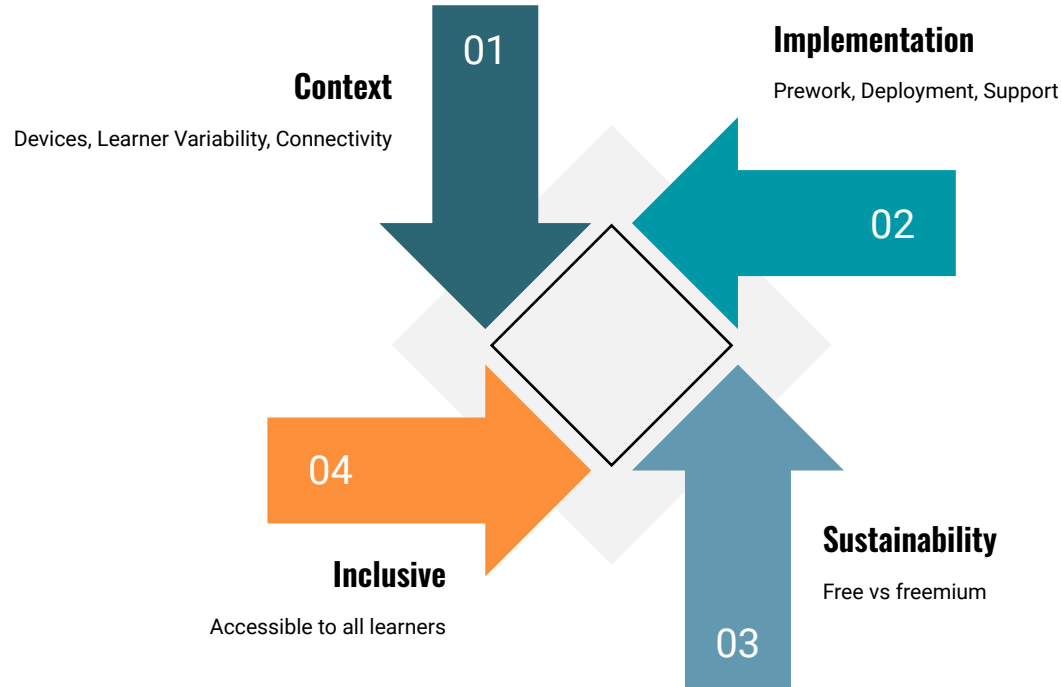 01
Context
Devices, Learner Variability, Connectivity
Implementation
Prework, Deployment, Support
02
04
Inclusive
Accessible to all learners
Sustainability
Free vs freemium
03